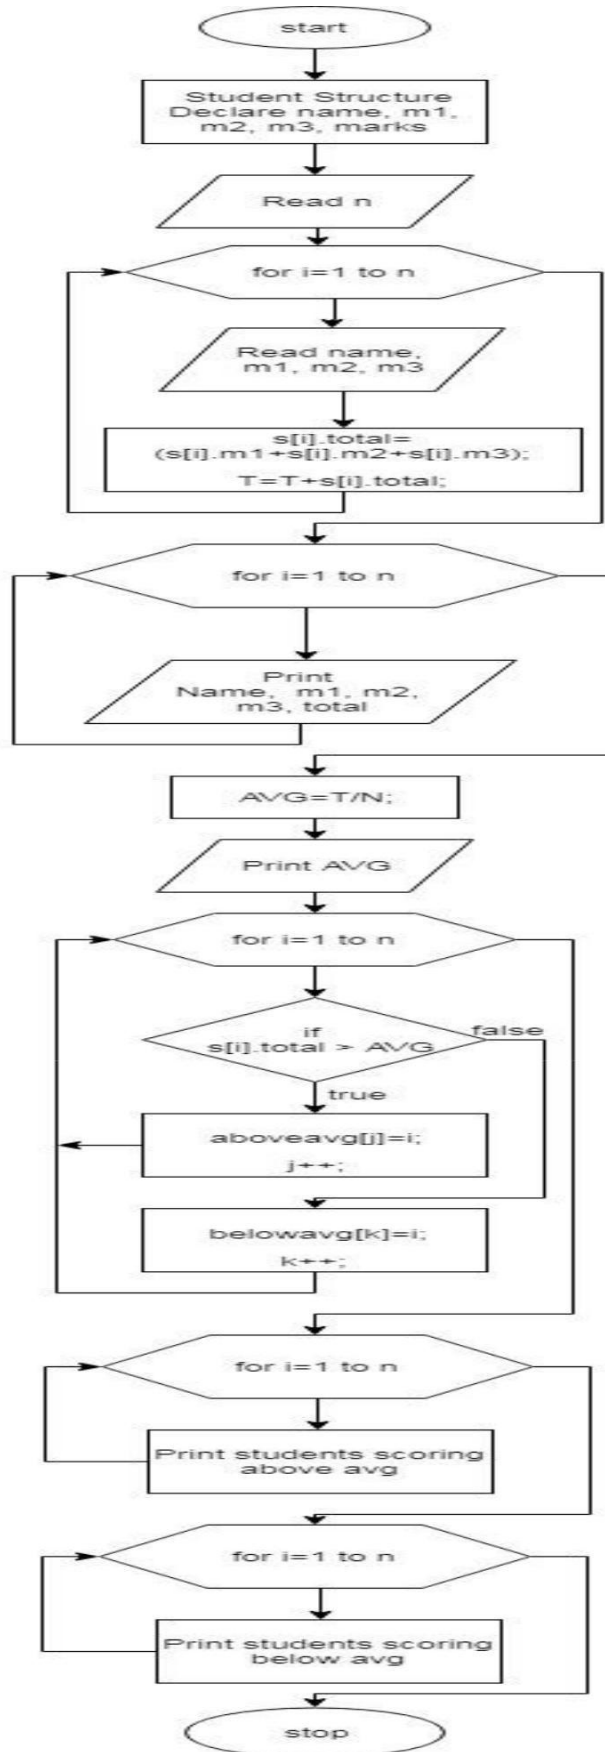 start
Student Structure
Declare name, m1,
m2, m3, marks
Read n
for i=1 to n
Read name,
m1, m2, m3
s[i].total=
(s[i].m1+s[i].m2+s[i].m3);
T=T+s[i].total;
for i=1 to n
Print
Name, m1, m2,
m3, total
AVG=T/N;
Print AVG
for i=1 to n
if
s[i].total > AVG
false
true
aboveavg[j]=i;
j++;
belowavg[k]=i;
k++;
for i=1 to n
Print students scoring
above avg
for i=1 to n
Print students scoring
below avg
stop